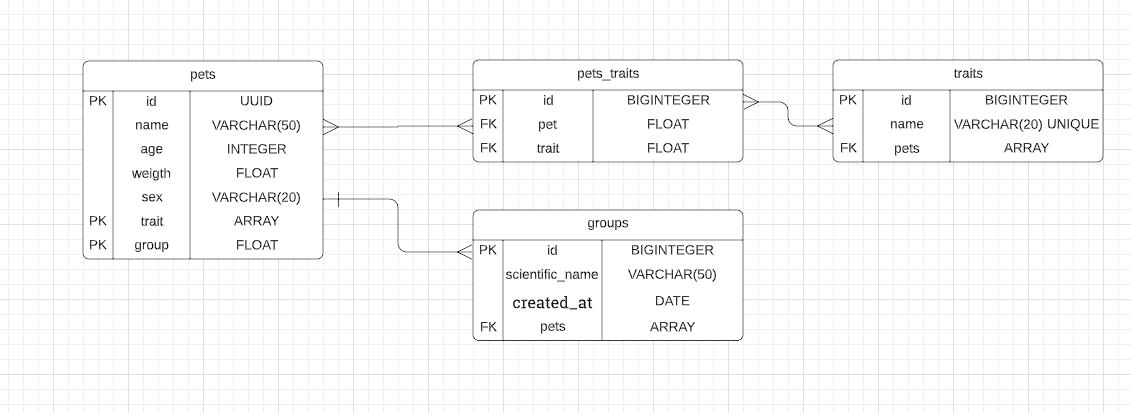 pets
PK id UUID
name VARCHAR(50)
age INTEGER
weigth FLOAT
sex VARCHAR(20)
PK trait ARRAY
PK group FLOAT
pets_traits
PK id BIGINTEGER
FK pet FLOAT
FK trait FLOAT
traits
PK id BIGINTEGER
name VARCHAR(20) UNIQUE
FK pets ARRAY
groups
PK id BIGINTEGER
scientific_name VARCHAR(50)
created_at DATE
FK pets ARRAY